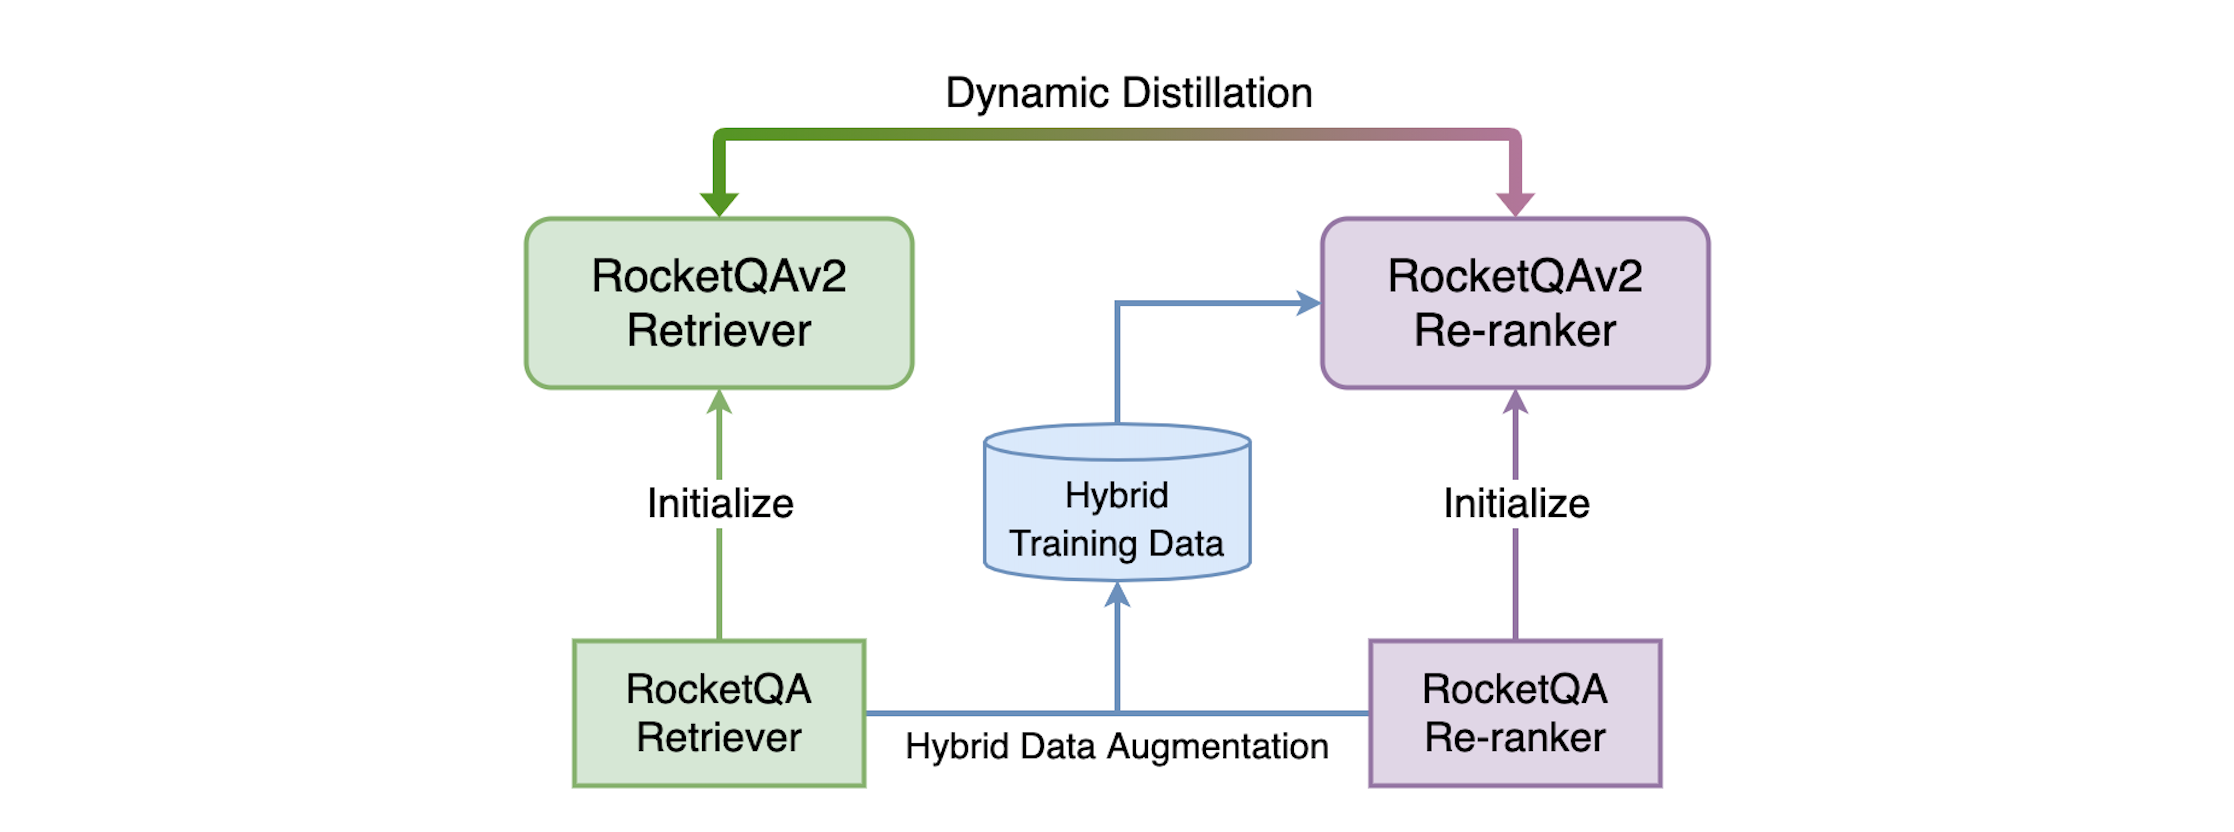 Dynamic Distillation
RocketQAv2
Retriever
RocketQAv2
Re-ranker
Hybrid
Training Data
Initialize
Initialize
RocketQA
Retriever
Hybrid Data Augmentation
RocketQA
Re-ranker